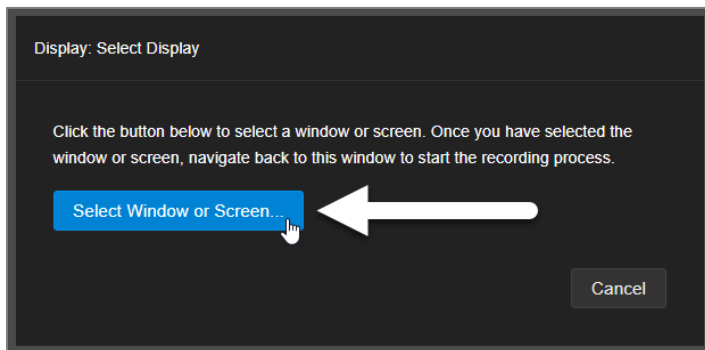 Display: Select Display
Click the button below to select a window or screen. Once you have selected the
window or screen, navigate back to this window to start the recording process.
Select Window or Screen...
Cancel